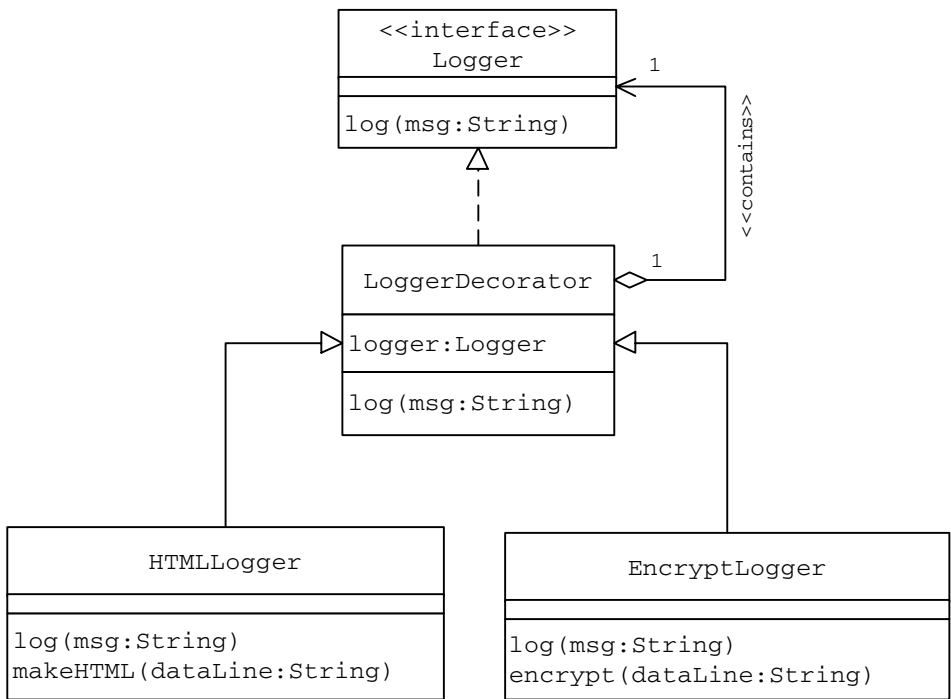 <<interface>>
Logger
log(msg:String)
1
<<contains>>
1
LoggerDecorator
logger:Logger
log(msg:String)
HTMLLogger
log(msg:String)
makeHTML(dataLine:String)
EncryptLogger
log(msg:String)
encrypt(dataLine:String)